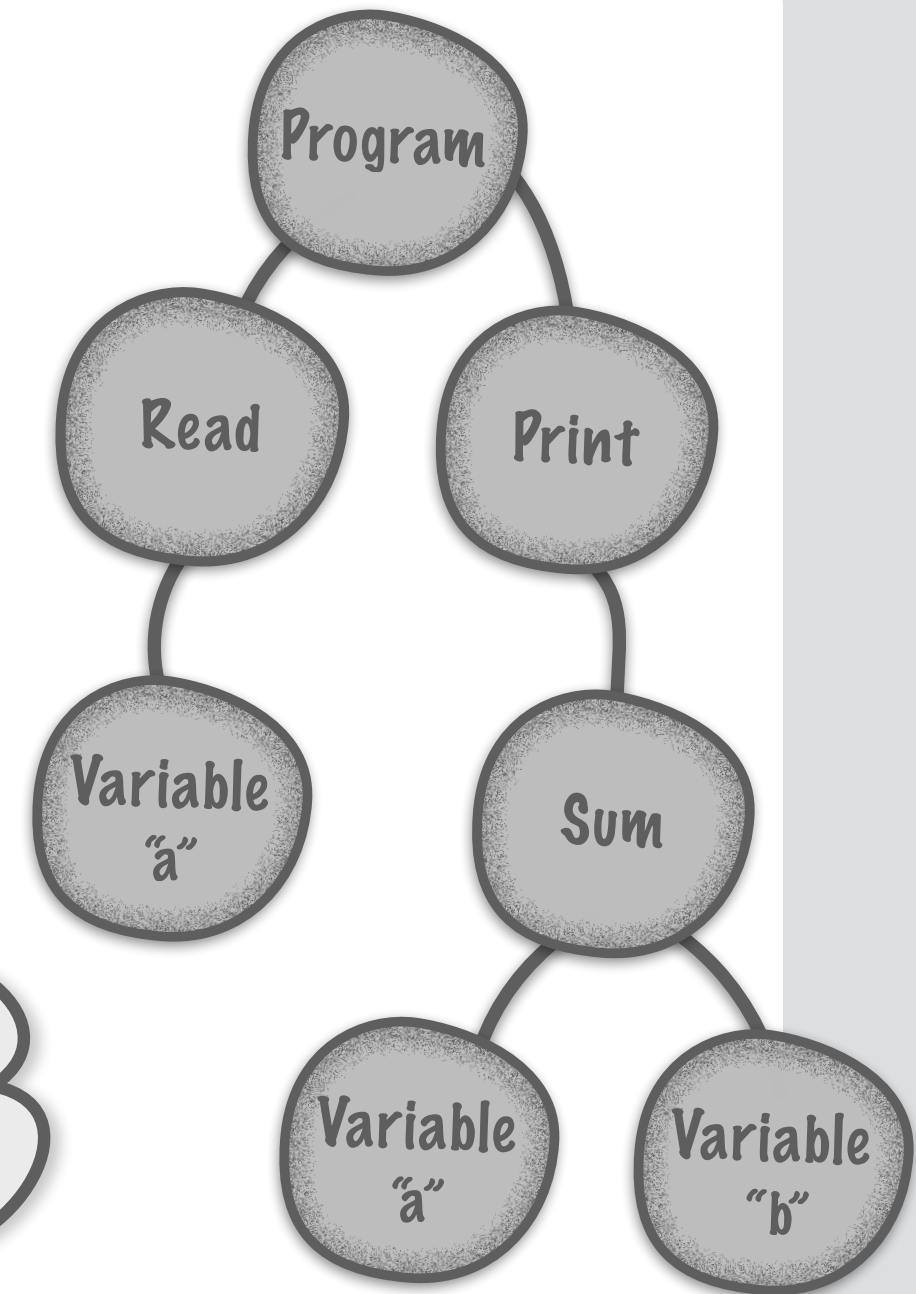 Program
Read
Print
Variable
“a”
Sum
Variable
“a”
Variable
“b”